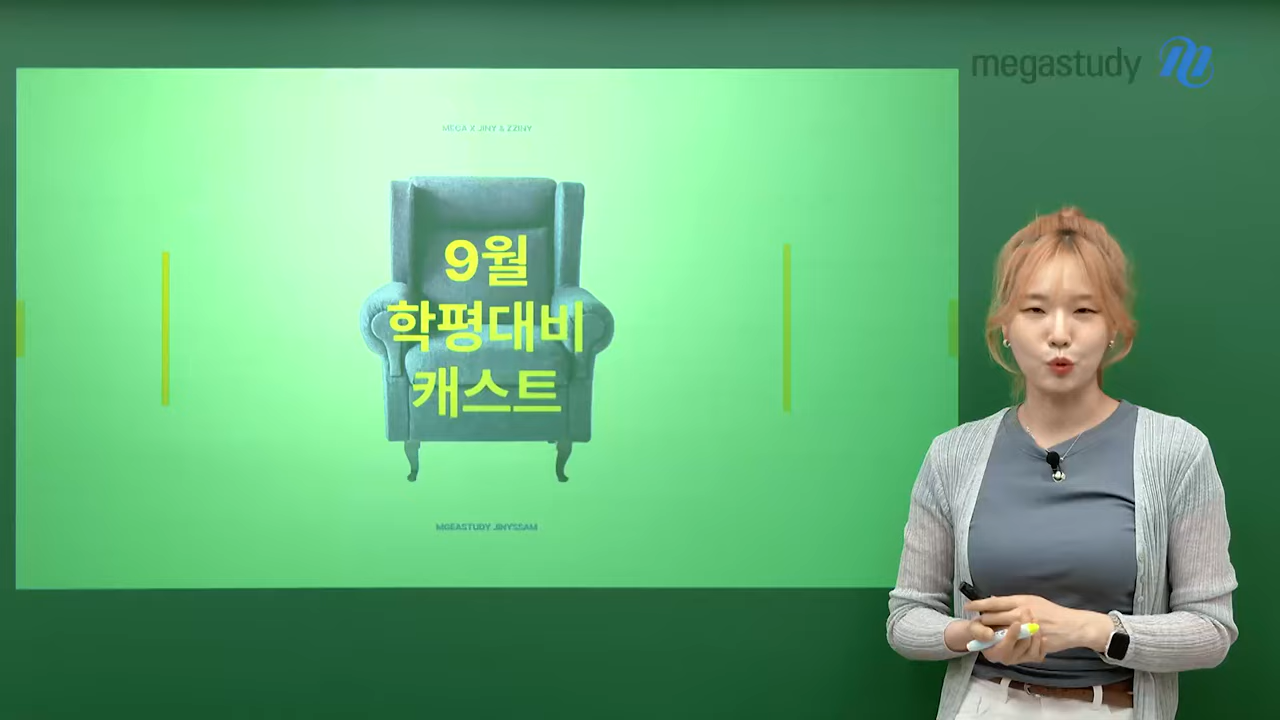 megastudy
MEGA X JINY & ZZINY
9월
학평대비
캐스트
MGEASTUDY JINYSSAM